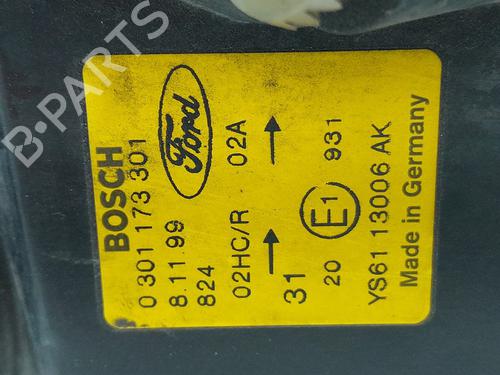 BOSCH
0 301 173 301
8.11.99
824
Ford
02HC/R → 02A →
31
20 E1 931
YS61 13006 AK
Made in Germany
B-PARTS